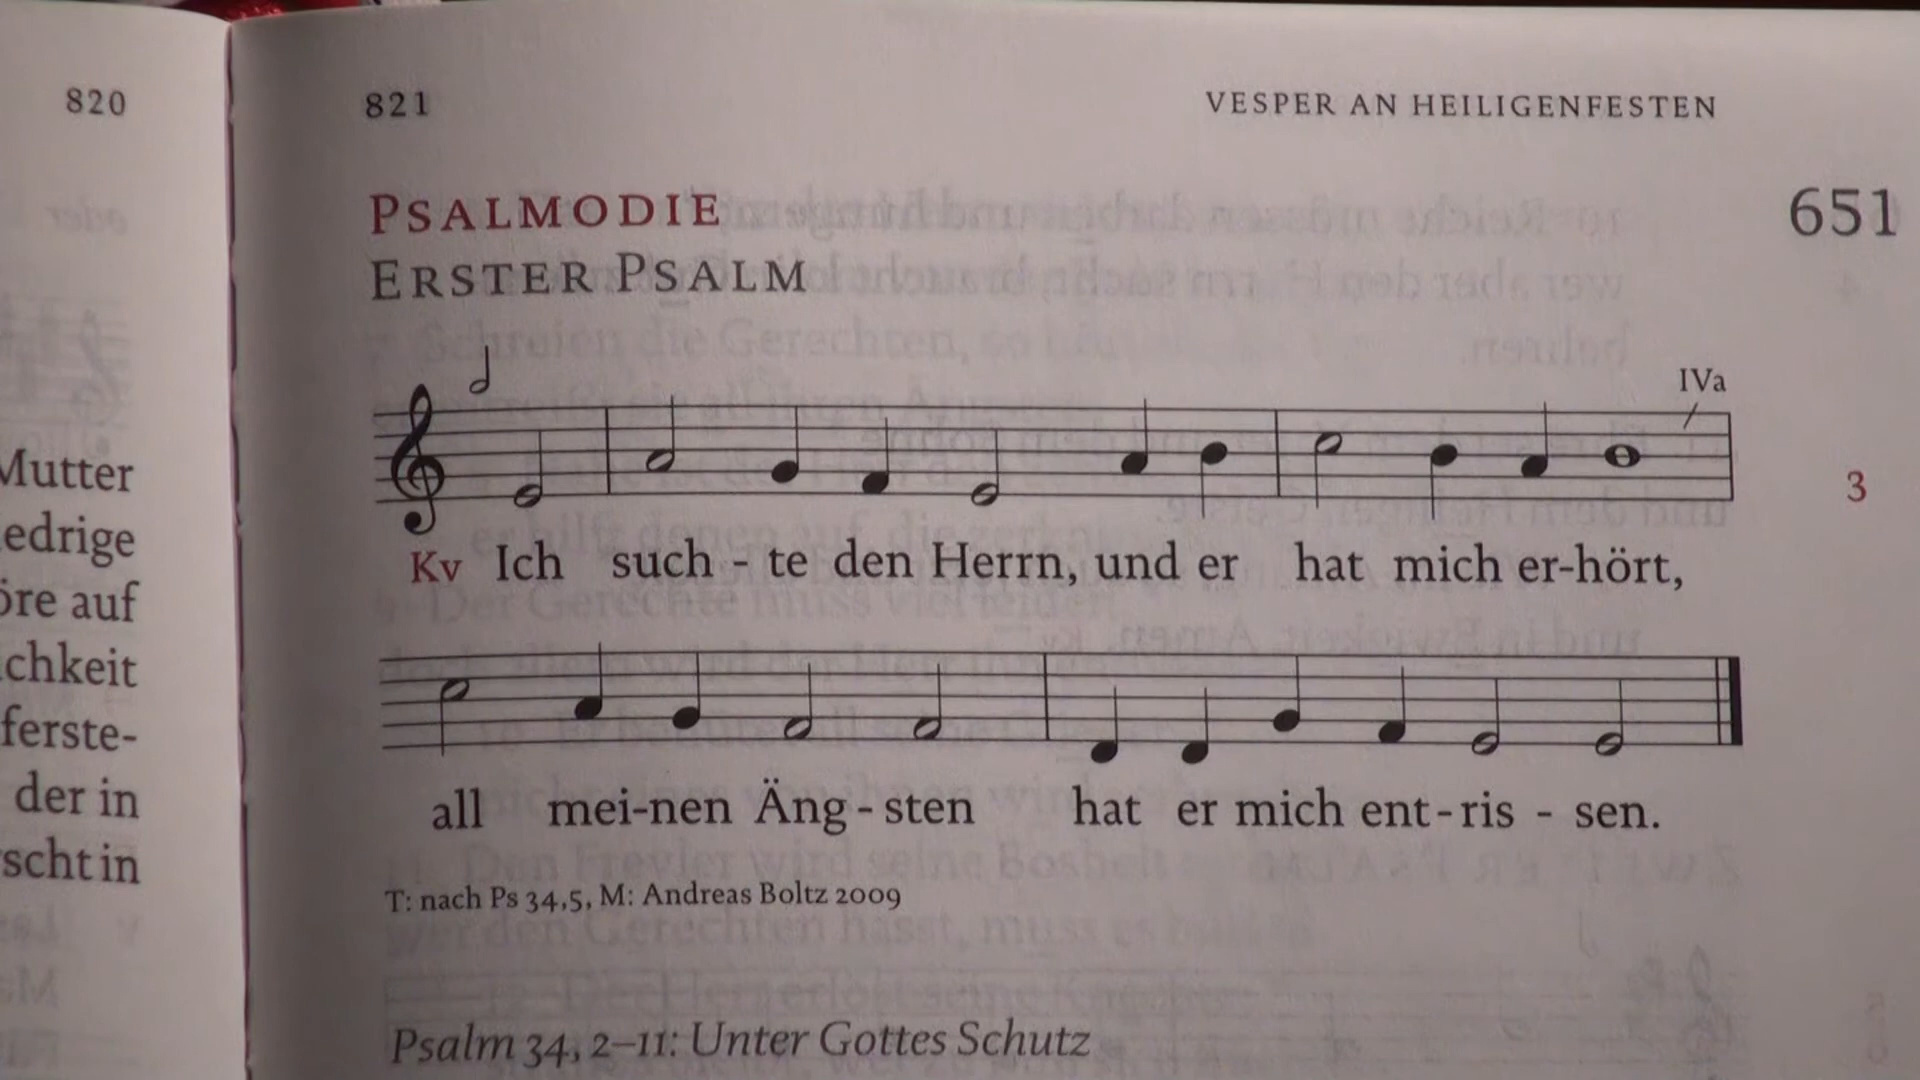 820
Mutter
edrige
öre auf
chkeit
ferste-
der in
scht in
821 VESPER AN HEILIGENFESTEN
PSALMODIE 651
ERSTER PSALM
IVa
3
Kv Ich such - te den Herrn, und er hat mich er-hört,
all mei-nen Äng - sten hat er mich ent - ris - sen.
T: nach Ps 34,5, M: Andreas Boltz 2009
Psalm 34, 2–11: Unter Gottes Schutz